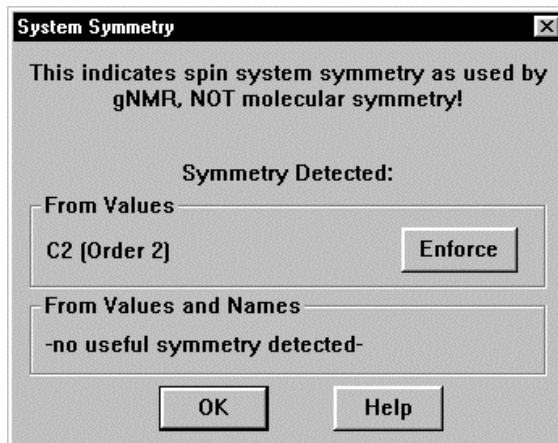 System Symmetry
This indicates spin system symmetry as used by
gNMR, NOT molecular symmetry!
Symmetry Detected:
From Values
C2 (Order 2)
Enforce
From Values and Names
-no useful symmetry detected-
OK
Help